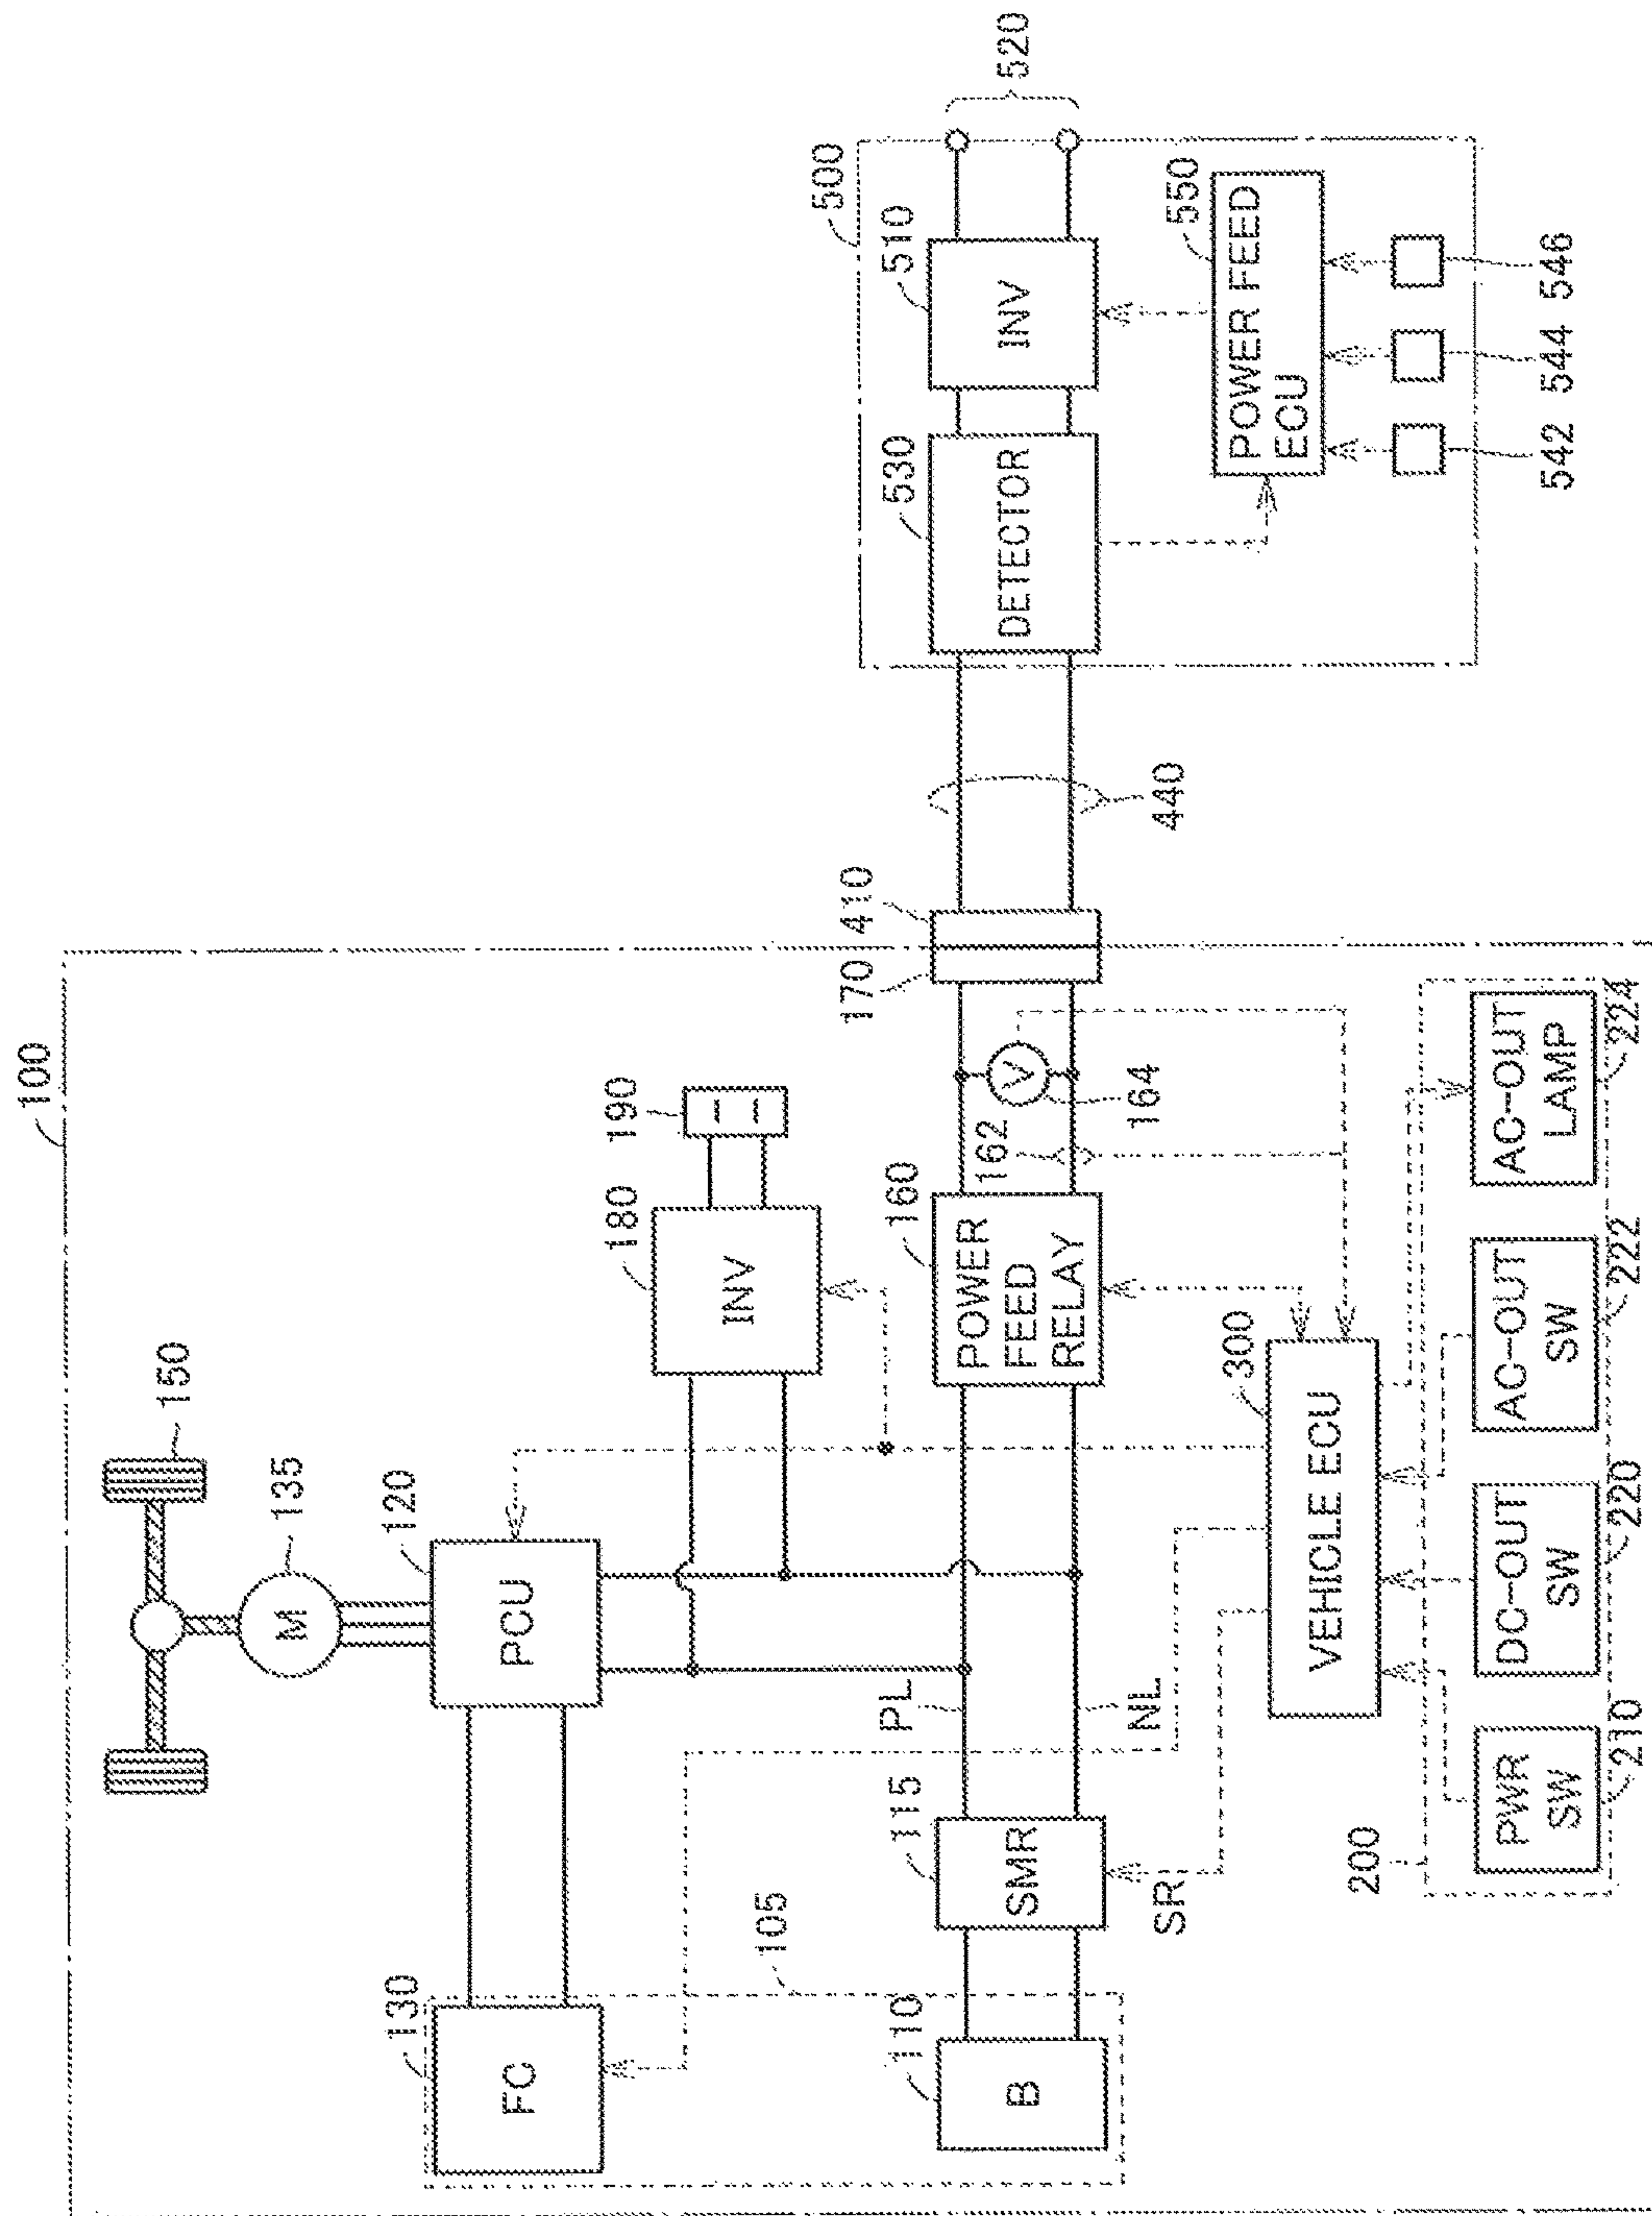 100
150
135
M
120
PCU
130
FC
105
180
INV
190
500
520
510
INV
530
DETECTOR
550
POWER FEED
ECU
542
544
546
440
410
170
160
POWER
FEED
RELAY
162
164
V
PL
NL
115
SMR
110
B
SR
300
VEHICLE ECU
200
PWR
SW
210
DC-OUT
SW
220
AC-OUT
SW
222
AC-OUT
LAMP
224